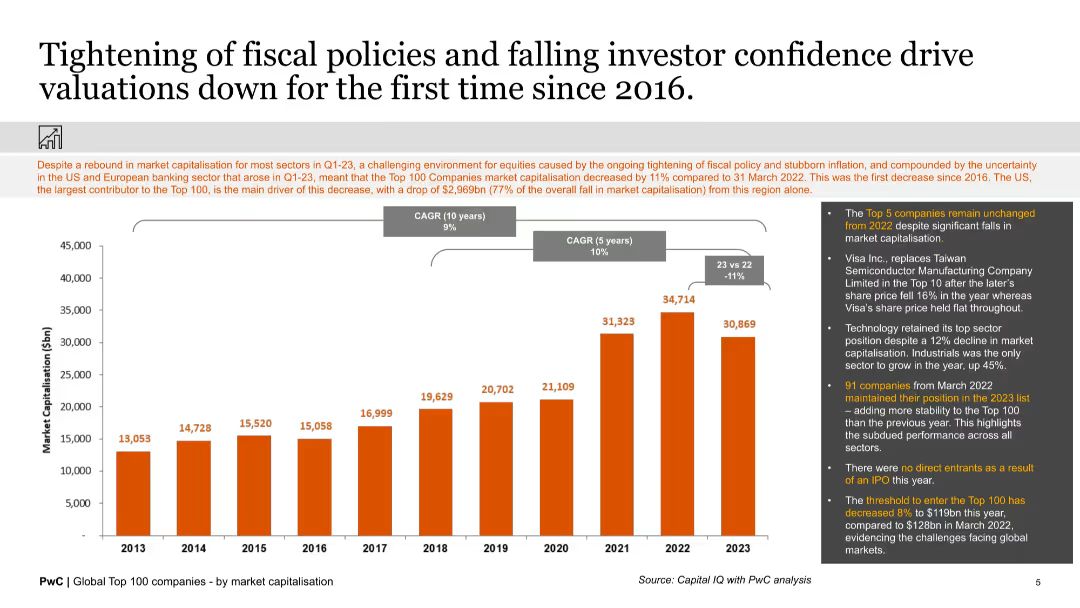 Tightening of fiscal policies and falling investor confidence drive
valuations down for the first time since 2016.
Despite a rebound in market capitalisation for most sectors in Q1-23, a challenging environment for equities caused by the ongoing tightening of fiscal policy and stubborn inflation, and compounded by the uncertainty
in the US and European banking sector that arose in Q1-23, meant that the Top 100 Companies market capitalisation decreased by 11% compared to 31 March 2022. This was the first decrease since 2016. The US,
the largest contributor to the Top 100, is the main driver of this decrease, with a drop of $2,969bn (77% of the overall fall in market capitalisation) from this region alone.
CAGR (10 years)
9%
CAGR (5 years)
10%
23 vs 22
-11%
Market Capitalisation ($bn)
45,000
40,000
35,000
30,000
25,000
20,000
15,000
10,000
5,000
-
13,053
14,728
15,520
15,058
16,999
19,629
20,702
21,109
31,323
34,714
30,869
2013
2014
2015
2016
2017
2018
2019
2020
2021
2022
2023
• The Top 5 companies remain unchanged
from 2022 despite significant falls in
market capitalisation.
• Visa Inc., replaces Taiwan
Semiconductor Manufacturing Company
Limited in the Top 10 after the later's
share price fell 16% in the year whereas
Visa's share price held flat throughout.
• Technology retained its top sector
position despite a 12% decline in market
capitalisation. Industrials was the only
sector to grow in the year, up 45%.
• 91 companies from March 2022
maintained their position in the 2023 list
– adding more stability to the Top 100
than the previous year. This highlights
the subdued performance across all
sectors.
• There were no direct entrants as a result
of an IPO this year.
• The threshold to enter the Top 100 has
decreased 8% to $119bn this year,
compared to $128bn in March 2022,
evidencing the challenges facing global
markets.
PwC | Global Top 100 companies - by market capitalisation
Source: Capital IQ with PwC analysis
5